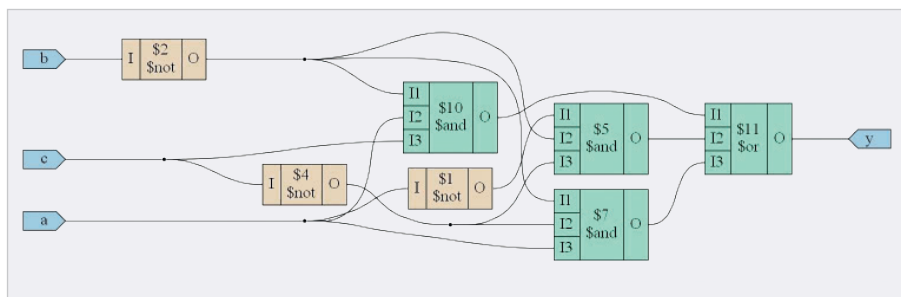 b
I $2 $not O
I1 I2 I3 $10 $and O
I1 I2 I3 $5 $and O
I1 I2 I3 $11 $or O
y
c
I $4 $not O
I $1 $not O
I1 I2 I3 $7 $and O
a